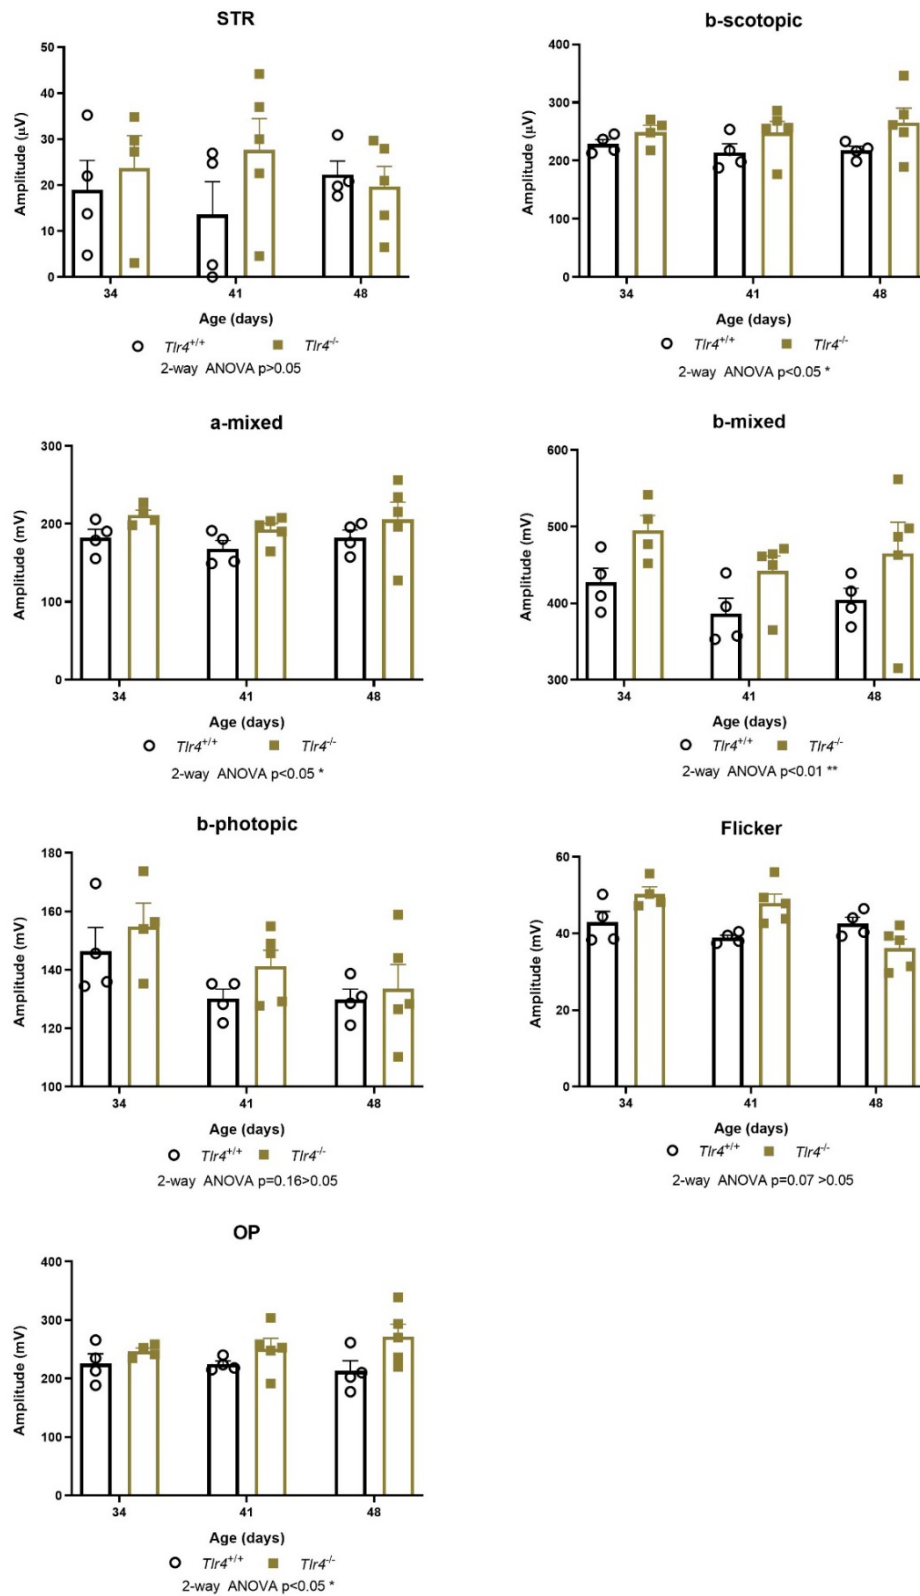 STR
50
40
30
20
10
0
Amplitude (µV)
34 41 48
Age (days)
Tlr4+/+ Tlr4-/-
2-way ANOVA p>0.05
b-scotopic
400
300
200
100
0
Amplitude (µV)
34 41 48
Age (days)
Tlr4+/+ Tlr4-/-
2-way ANOVA p<0.05 *
a-mixed
300
200
100
0
Amplitude (mV)
34 41 48
Age (days)
Tlr4+/+ Tlr4-/-
2-way ANOVA p<0.05 *
b-mixed
600
500
400
300
Amplitude (mV)
34 41 48
Age (days)
Tlr4+/+ Tlr4-/-
2-way ANOVA p<0.01 **
b-photopic
180
160
140
120
100
Amplitude (mV)
34 41 48
Age (days)
Tlr4+/+ Tlr4-/-
2-way ANOVA p=0.16>0.05
Flicker
60
40
20
0
Amplitude (mV)
34 41 48
Age (days)
Tlr4+/+ Tlr4-/-
2-way ANOVA p=0.07 >0.05
OP
400
300
200
100
0
Amplitude (mV)
34 41 48
Age (days)
Tlr4+/+ Tlr4-/-
2-way ANOVA p<0.05 *